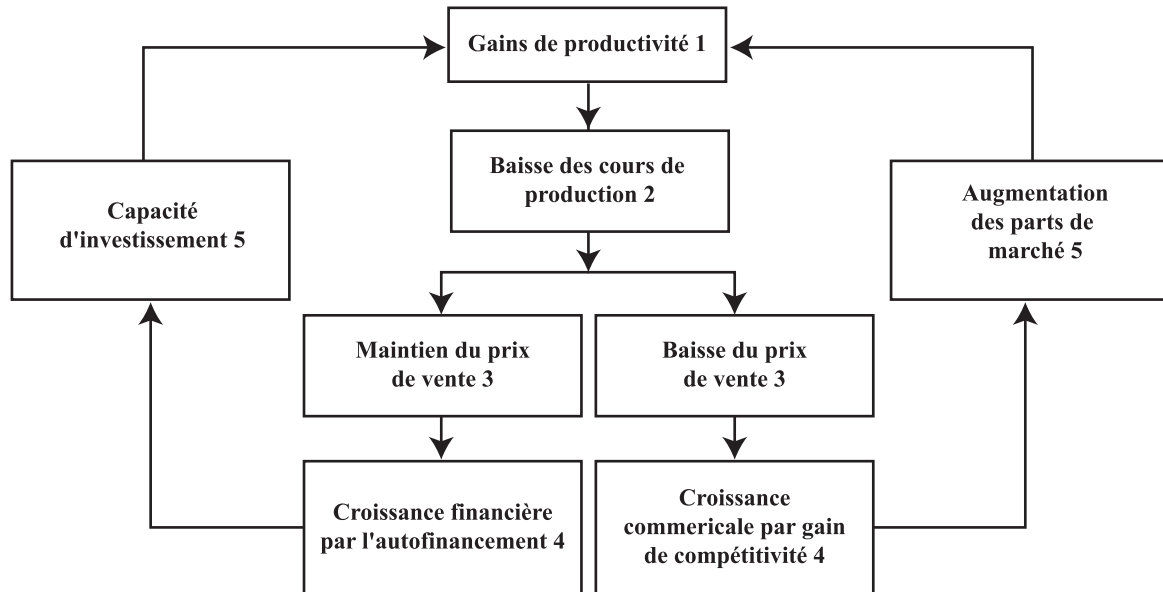 Gains de productivité 1
Baisse des cours de
production 2
Capacité
d'investissement 5
Augmentation
des parts de
marché 5
Maintien du prix
de vente 3
Baisse du prix
de vente 3
Croissance financière
par l'autofinancement 4
Croissance
commericale par gain
de compétitivité 4